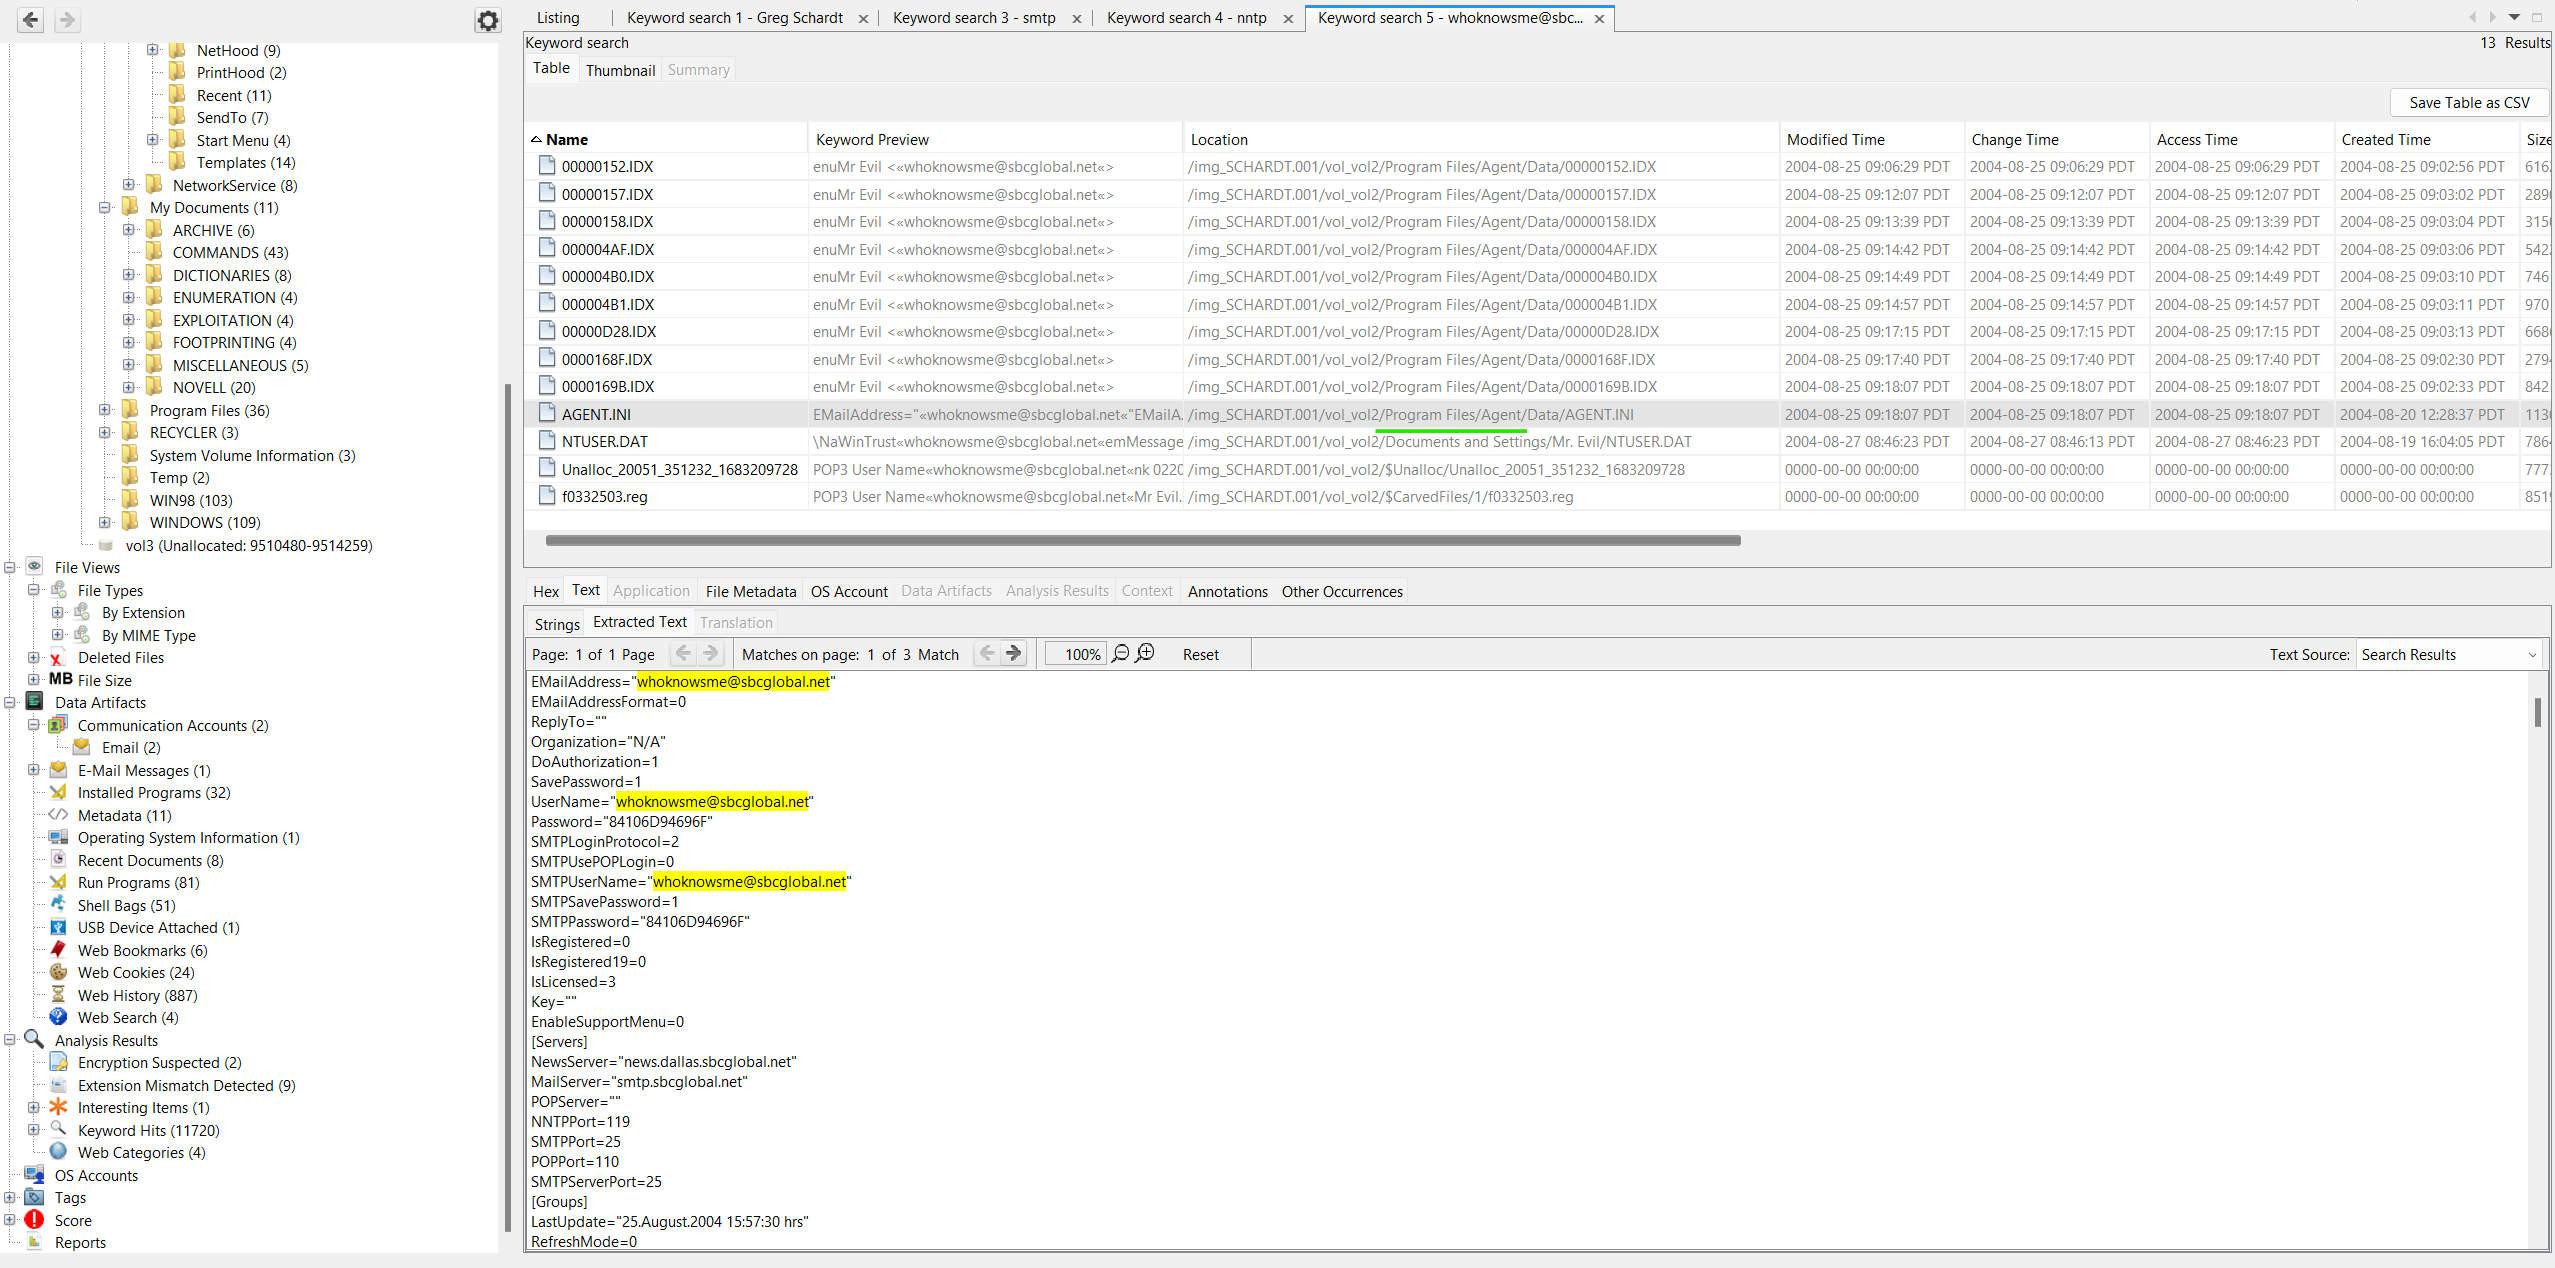 Listing
Keyword search 1 - Greg Schardt
Keyword search 3 - smtp
Keyword search 4 - nntp
Keyword search 5 - whoknowsme@sbc...
Keyword search
13 Results
Table Thumbnail Summary
Save Table as CSV
Name Keyword Preview Location Modified Time Change Time Access Time Created Time Size
00000152.IDX enuMr Evil <«whoknowsme@sbcglobal.net«> /img_SCHARDT.001/vol_vol2/Program Files/Agent/Data/00000152.IDX 2004-08-25 09:06:29 PDT 2004-08-25 09:06:29 PDT 2004-08-25 09:06:29 PDT 2004-08-25 09:02:56 PDT
00000157.IDX enuMr Evil <«whoknowsme@sbcglobal.net«> /img_SCHARDT.001/vol_vol2/Program Files/Agent/Data/00000157.IDX 2004-08-25 09:12:07 PDT 2004-08-25 09:12:07 PDT 2004-08-25 09:12:07 PDT 2004-08-25 09:03:02 PDT
00000158.IDX enuMr Evil <«whoknowsme@sbcglobal.net«> /img_SCHARDT.001/vol_vol2/Program Files/Agent/Data/00000158.IDX 2004-08-25 09:13:39 PDT 2004-08-25 09:13:39 PDT 2004-08-25 09:13:39 PDT 2004-08-25 09:03:04 PDT
000004AF.IDX enuMr Evil <«whoknowsme@sbcglobal.net«> /img_SCHARDT.001/vol_vol2/Program Files/Agent/Data/000004AF.IDX 2004-08-25 09:14:42 PDT 2004-08-25 09:14:42 PDT 2004-08-25 09:14:42 PDT 2004-08-25 09:03:06 PDT
000004B0.IDX enuMr Evil <«whoknowsme@sbcglobal.net«> /img_SCHARDT.001/vol_vol2/Program Files/Agent/Data/000004B0.IDX 2004-08-25 09:14:49 PDT 2004-08-25 09:14:49 PDT 2004-08-25 09:14:49 PDT 2004-08-25 09:03:10 PDT 746
000004B1.IDX enuMr Evil <«whoknowsme@sbcglobal.net«> /img_SCHARDT.001/vol_vol2/Program Files/Agent/Data/000004B1.IDX 2004-08-25 09:14:57 PDT 2004-08-25 09:14:57 PDT 2004-08-25 09:14:57 PDT 2004-08-25 09:03:11 PDT 970
00000D28.IDX enuMr Evil <«whoknowsme@sbcglobal.net«> /img_SCHARDT.001/vol_vol2/Program Files/Agent/Data/00000D28.IDX 2004-08-25 09:17:15 PDT 2004-08-25 09:17:15 PDT 2004-08-25 09:17:15 PDT 2004-08-25 09:03:13 PDT
0000168F.IDX enuMr Evil <«whoknowsme@sbcglobal.net«> /img_SCHARDT.001/vol_vol2/Program Files/Agent/Data/0000168F.IDX 2004-08-25 09:17:40 PDT 2004-08-25 09:17:40 PDT 2004-08-25 09:17:40 PDT 2004-08-25 09:02:30 PDT
0000169B.IDX enuMr Evil <«whoknowsme@sbcglobal.net«> /img_SCHARDT.001/vol_vol2/Program Files/Agent/Data/0000169B.IDX 2004-08-25 09:18:07 PDT 2004-08-25 09:18:07 PDT 2004-08-25 09:18:07 PDT 2004-08-25 09:02:33 PDT 842
AGENT.INI EMailAddress="«whoknowsme@sbcglobal.net«"EMailA. /img_SCHARDT.001/vol_vol2/Program Files/Agent/Data/AGENT.INI 2004-08-25 09:18:07 PDT 2004-08-25 09:18:07 PDT 2004-08-25 09:18:07 PDT 2004-08-20 12:28:37 PDT
NTUSER.DAT \NaWinTrust«whoknowsme@sbcglobal.net«emMessage /img_SCHARDT.001/vol_vol2/Documents and Settings/Mr. Evil/NTUSER.DAT 2004-08-27 08:46:23 PDT 2004-08-27 08:46:13 PDT 2004-08-27 08:46:23 PDT 2004-08-19 16:04:05 PDT
Unalloc_20051_351232_1683209728 POP3 User Name«whoknowsme@sbcglobal.net«nk 0220 /img_SCHARDT.001/vol_vol2/$Unalloc/Unalloc_20051_351232_1683209728 0000-00-00 00:00:00 0000-00-00 00:00:00 0000-00-00 00:00:00 0000-00-00 00:00:00
f0332503.reg POP3 User Name«whoknowsme@sbcglobal.net«Mr Evil. /img_SCHARDT.001/vol_vol2/$CarvedFiles/1/f0332503.reg 0000-00-00 00:00:00 0000-00-00 00:00:00 0000-00-00 00:00:00 0000-00-00 00:00:00
NetHood (9)
PrintHood (2)
Recent (11)
SendTo (7)
Start Menu (4)
Templates (14)
NetworkService (8)
My Documents (11)
ARCHIVE (6)
COMMANDS (43)
DICTIONARIES (8)
ENUMERATION (4)
EXPLOITATION (4)
FOOTPRINTING (4)
MISCELLANEOUS (5)
NOVELL (20)
Program Files (36)
RECYCLER (3)
System Volume Information (3)
Temp (2)
WIN98 (103)
WINDOWS (109)
vol3 (Unallocated: 9510480-9514259)
File Views
File Types
By Extension
By MIME Type
Deleted Files
MB File Size
Data Artifacts
Communication Accounts (2)
Email (2)
E-Mail Messages (1)
Installed Programs (32)
Metadata (11)
Operating System Information (1)
Recent Documents (8)
Run Programs (81)
Shell Bags (51)
USB Device Attached (1)
Web Bookmarks (6)
Web Cookies (24)
Web History (887)
Web Search (4)
Analysis Results
Encryption Suspected (2)
Extension Mismatch Detected (9)
Interesting Items (1)
Keyword Hits (11720)
Web Categories (4)
OS Accounts
Tags
Score
Reports
Hex Text Application File Metadata OS Account Data Artifacts Analysis Results Context Annotations Other Occurrences
Strings Extracted Text Translation
Page: 1 of 1 Page Matches on page: 1 of 3 Match 100% Reset Text Source: Search Results
EMailAddress="whoknowsme@sbcglobal.net"
EMailAddressFormat=0
ReplyTo=""
Organization="N/A"
DoAuthorization=1
SavePassword=1
UserName="whoknowsme@sbcglobal.net"
Password="84106D94696F"
SMTPLoginProtocol=2
SMTPUsePOPLogin=0
SMTPUserName="whoknowsme@sbcglobal.net"
SMTPSavePassword=1
SMTPPassword="84106D94696F"
IsRegistered=0
IsRegistered19=0
IsLicensed=3
Key=""
EnableSupportMenu=0
[Servers]
NewsServer="news.dallas.sbcglobal.net"
MailServer="smtp.sbcglobal.net"
POPServer=""
NNTPPort=119
SMTPPort=25
POPPort=110
SMTPServerPort=25
[Groups]
LastUpdate="25.August.2004 15:57:30 hrs"
RefreshMode=0